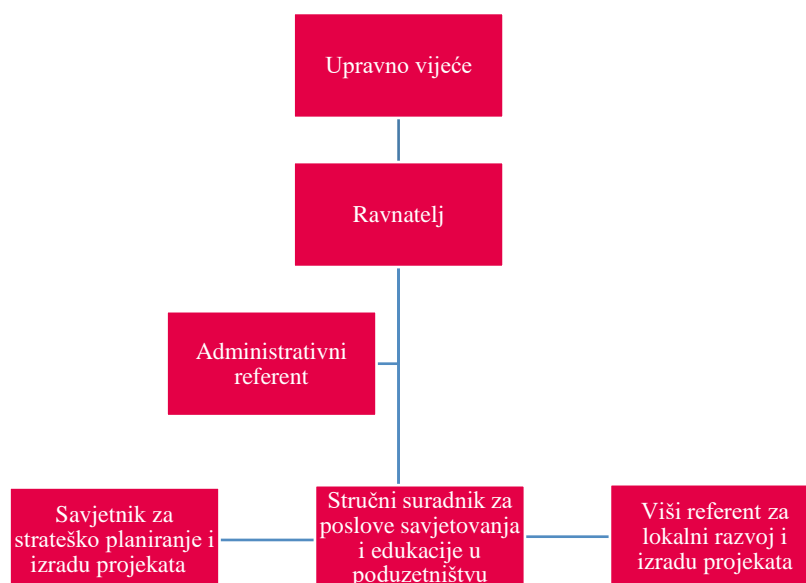 Upravno vijeće
Ravnatelj
Administrativni
referent
Savjetnik za
strateško planiranje i
izradu projekata
Stručni suradnik za
poslove savjetovanja
i edukacije u
poduzetništvu
Viši referent za
lokalni razvoj i
izradu projekata